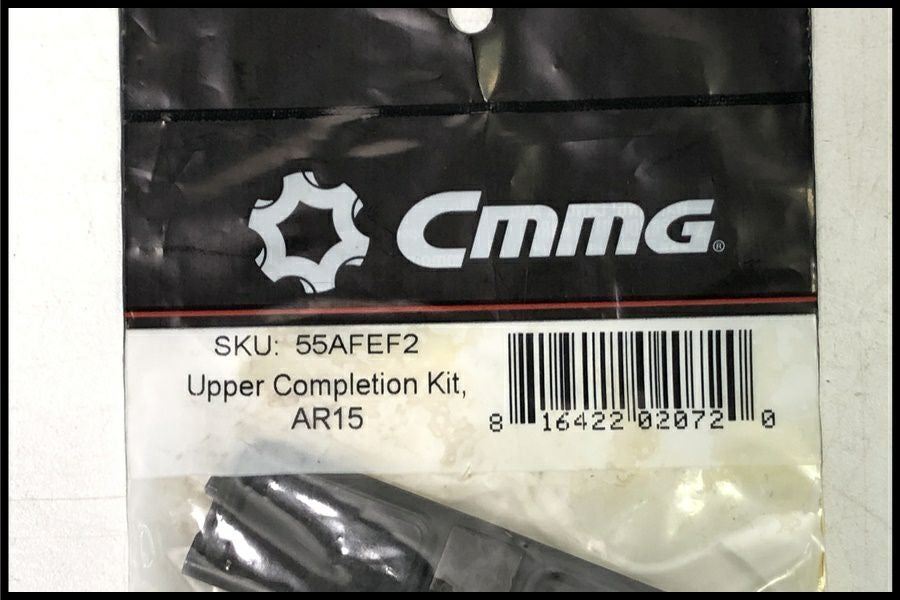 CMMG®
SKU: 55AFEF2
Upper Completion Kit,
AR15
8 16422 02072 0